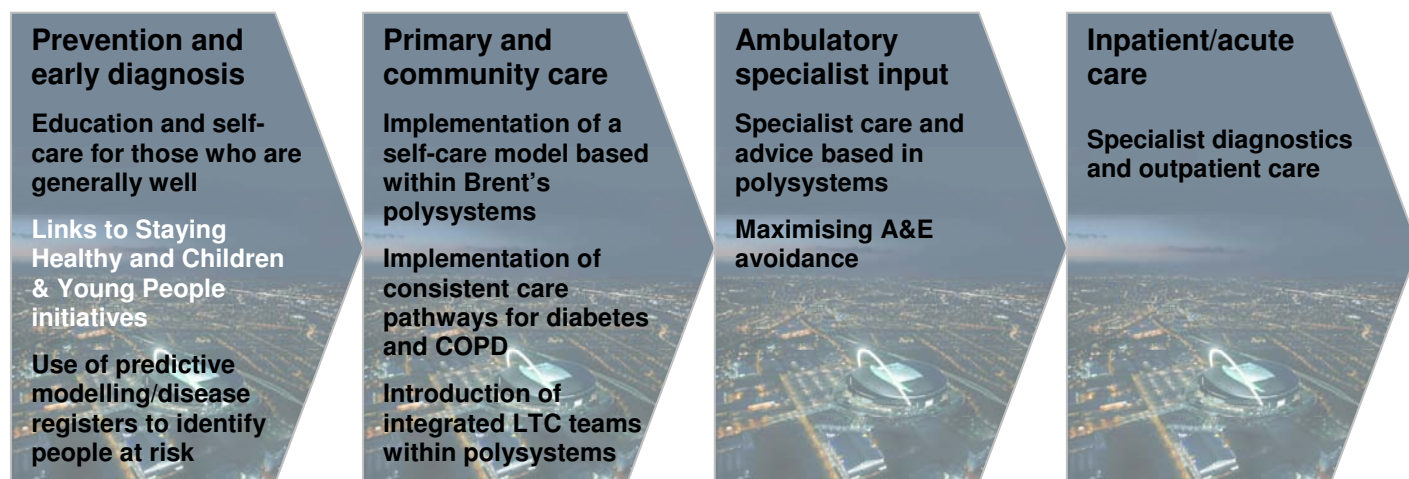 Prevention and
early diagnosis
Education and self-
care for those who are
generally well
Links to Staying
Healthy and Children
& Young People
initiatives
Use of predictive
modelling/disease
registers to identify
people at risk
Primary and
community care
Implementation of a
self-care model based
within Brent's
polysystems
Implementation of
consistent care
pathways for diabetes
and COPD
Introduction of
integrated LTC teams
within polysystems
Ambulatory
specialist input
Specialist care and
advice based in
polysystems
Maximising A&E
avoidance
Inpatient/acute
care
Specialist diagnostics
and outpatient care